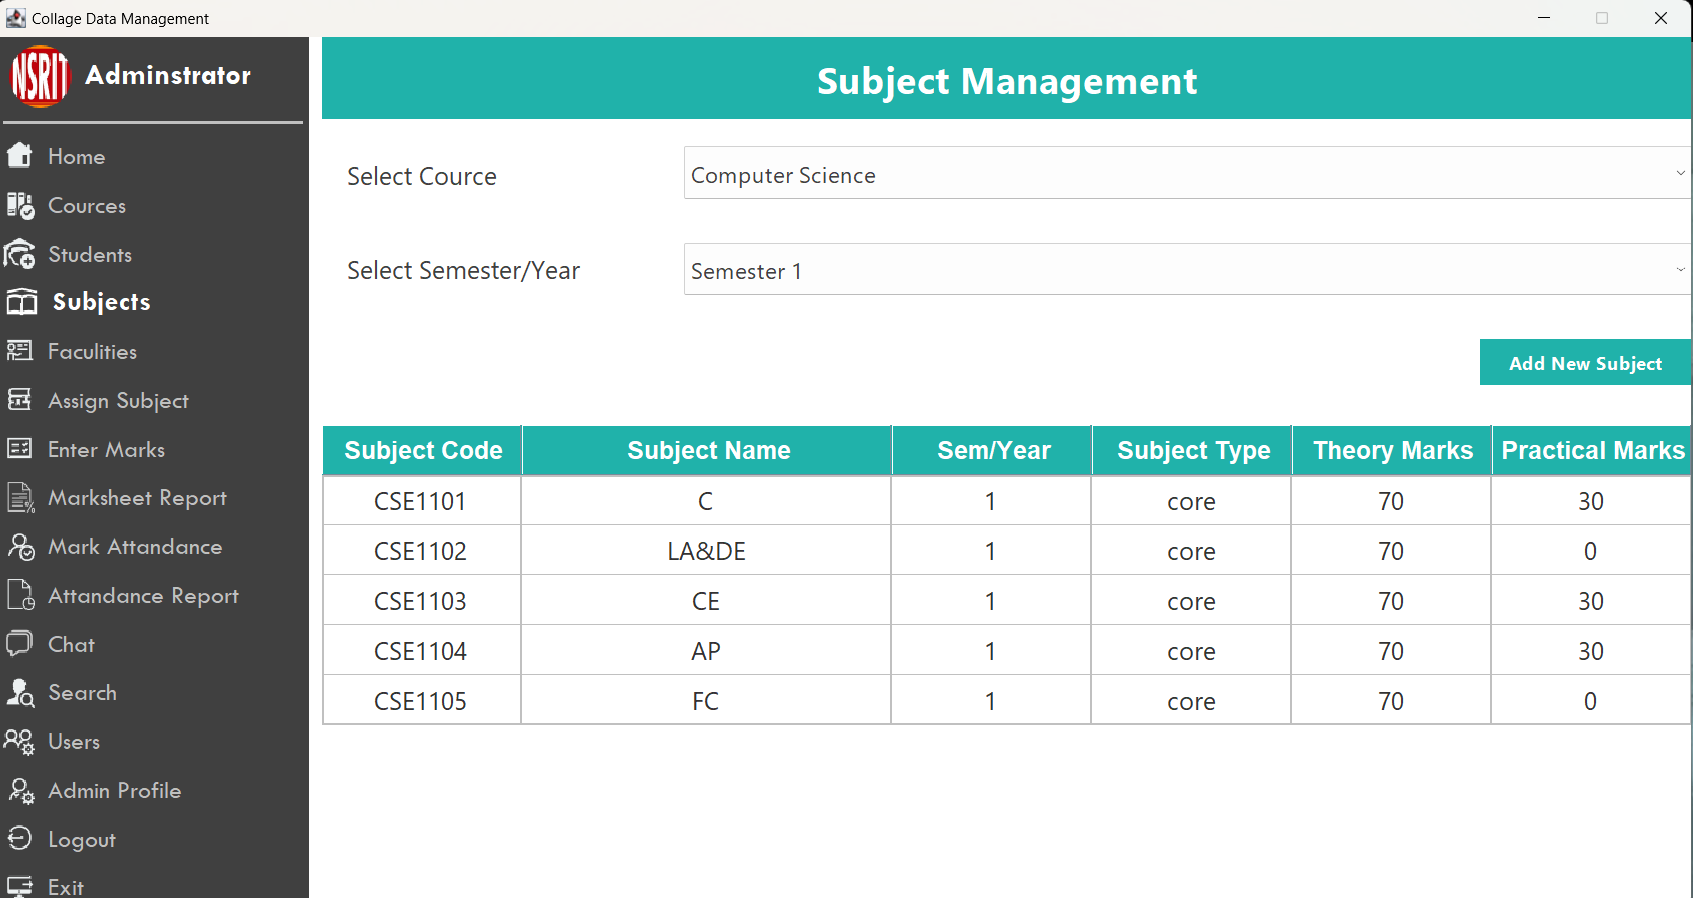 Collage Data Management
NSRIT
Adminstrator
Home
Cources
Students
Subjects
Faculities
Assign Subject
Enter Marks
Marksheet Report
Mark Attandance
Attandance Report
Chat
Search
Users
Admin Profile
Logout
Exit
Subject Management
Select Cource Computer Science
Select Semester/Year Semester 1
Add New Subject
Subject Code Subject Name Sem/Year Subject Type Theory Marks Practical Marks
CSE1101 C 1 core 70 30
CSE1102 LA&DE 1 core 70 0
CSE1103 CE 1 core 70 30
CSE1104 AP 1 core 70 30
CSE1105 FC 1 core 70 0